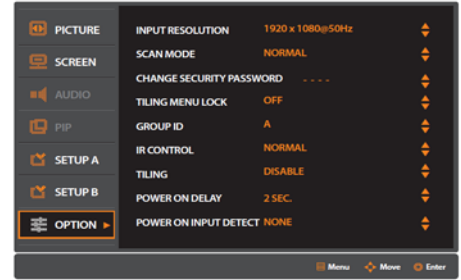 PICTURE
SCREEN
AUDIO
PIP
SETUP A
SETUP B
OPTION
INPUT RESOLUTION 1920 x 1080@50Hz
SCAN MODE NORMAL
CHANGE SECURITY PASSWORD - - - -
TILING MENU LOCK OFF
GROUP ID A
IR CONTROL NORMAL
TILING DISABLE
POWER ON DELAY 2 SEC.
POWER ON INPUT DETECT NONE
Menu Move Enter